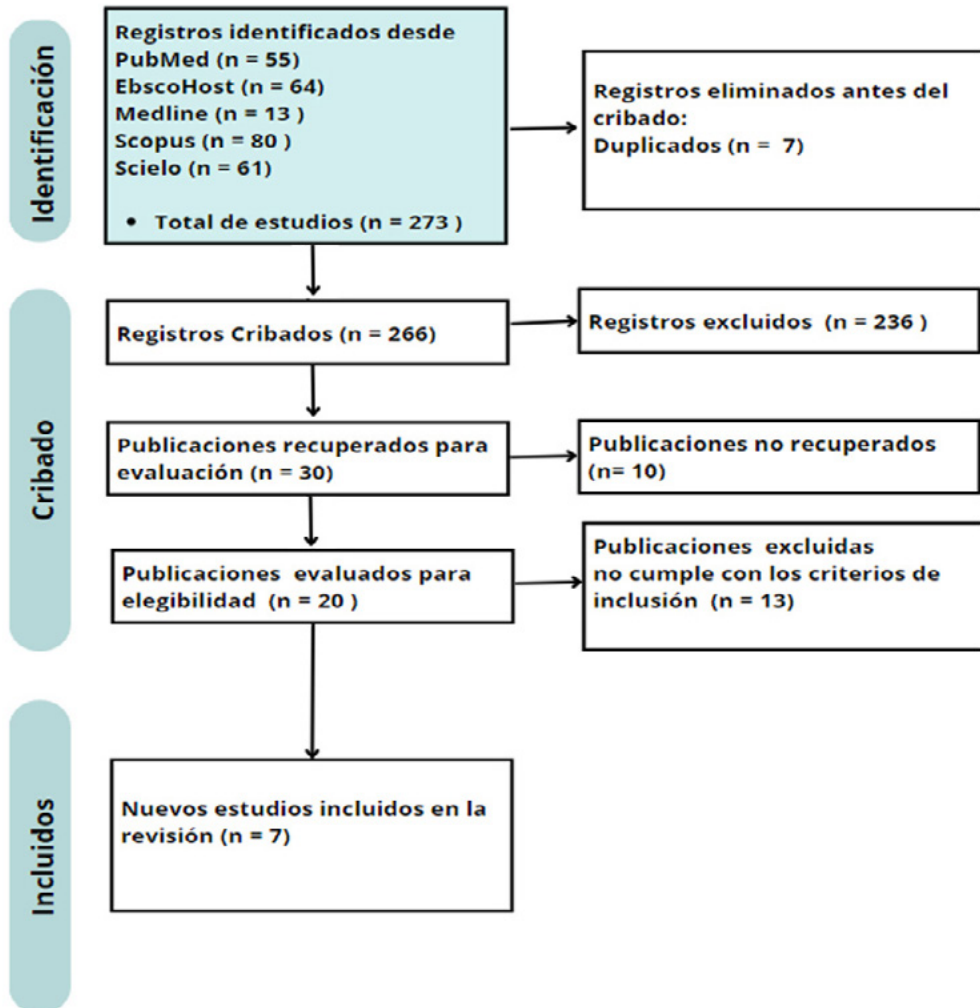 Identificación
Registros identificados desde
PubMed (n = 55)
EbscoHost (n = 64)
Medline (n = 13 )
Scopus (n = 80 )
Scielo (n = 61)
• Total de estudios (n = 273 )
Registros eliminados antes del
cribado:
Duplicados (n = 7)
Cribado
Registros Cribados (n = 266)
Registros excluidos (n = 236 )
Publicaciones recuperados para
evaluación (n = 30)
Publicaciones no recuperados
(n= 10)
Publicaciones evaluados para
elegibilidad (n = 20 )
Publicaciones excluidas
no cumple con los criterios de
inclusión (n = 13)
Incluidos
Nuevos estudios incluidos en la
revisión (n = 7)